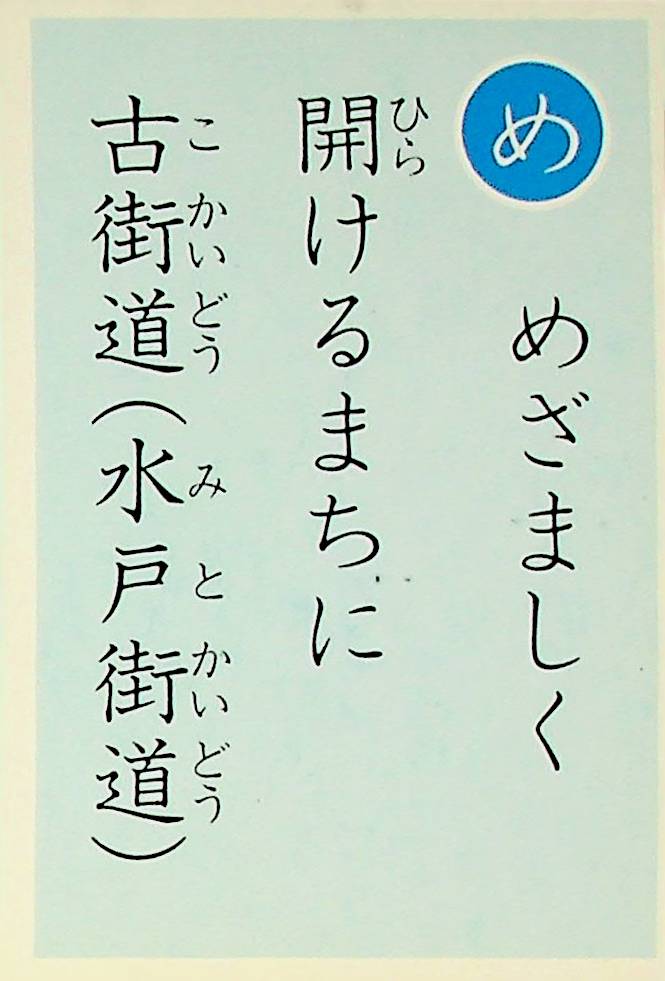 め
めざましく
開けるまちに
ひら
古街道(水戸街道)
こかいどう みとかいどう